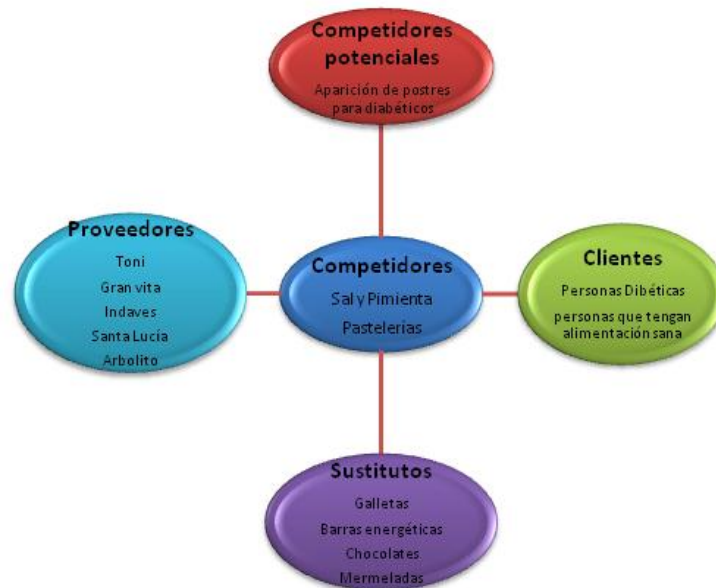 Competidores
potenciales
Aparición de postres
para diabéticos
Proveedores
Toni
Gran vita
Indaves
Santa Lucía
Arbolito
Competidores
Sal y Pimienta
Pastelerias
Clientes
Personas Dibéticas
personas que tengan
alimentación sana
Sustitutos
Galletas
Barras energéticas
Chocolates
Mermeladas